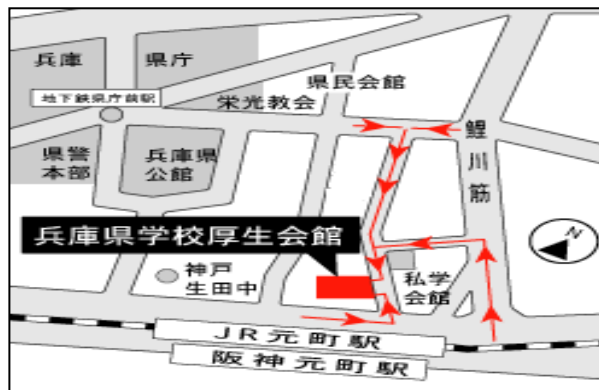 兵庫 県庁
県民会館
地下鉄県庁前駅
栄光教会
鯉川筋
県警
本部
兵庫県
公館
兵庫県学校厚生会館
N
神戸
生田中
私学
会館
JR元町駅
阪神元町駅